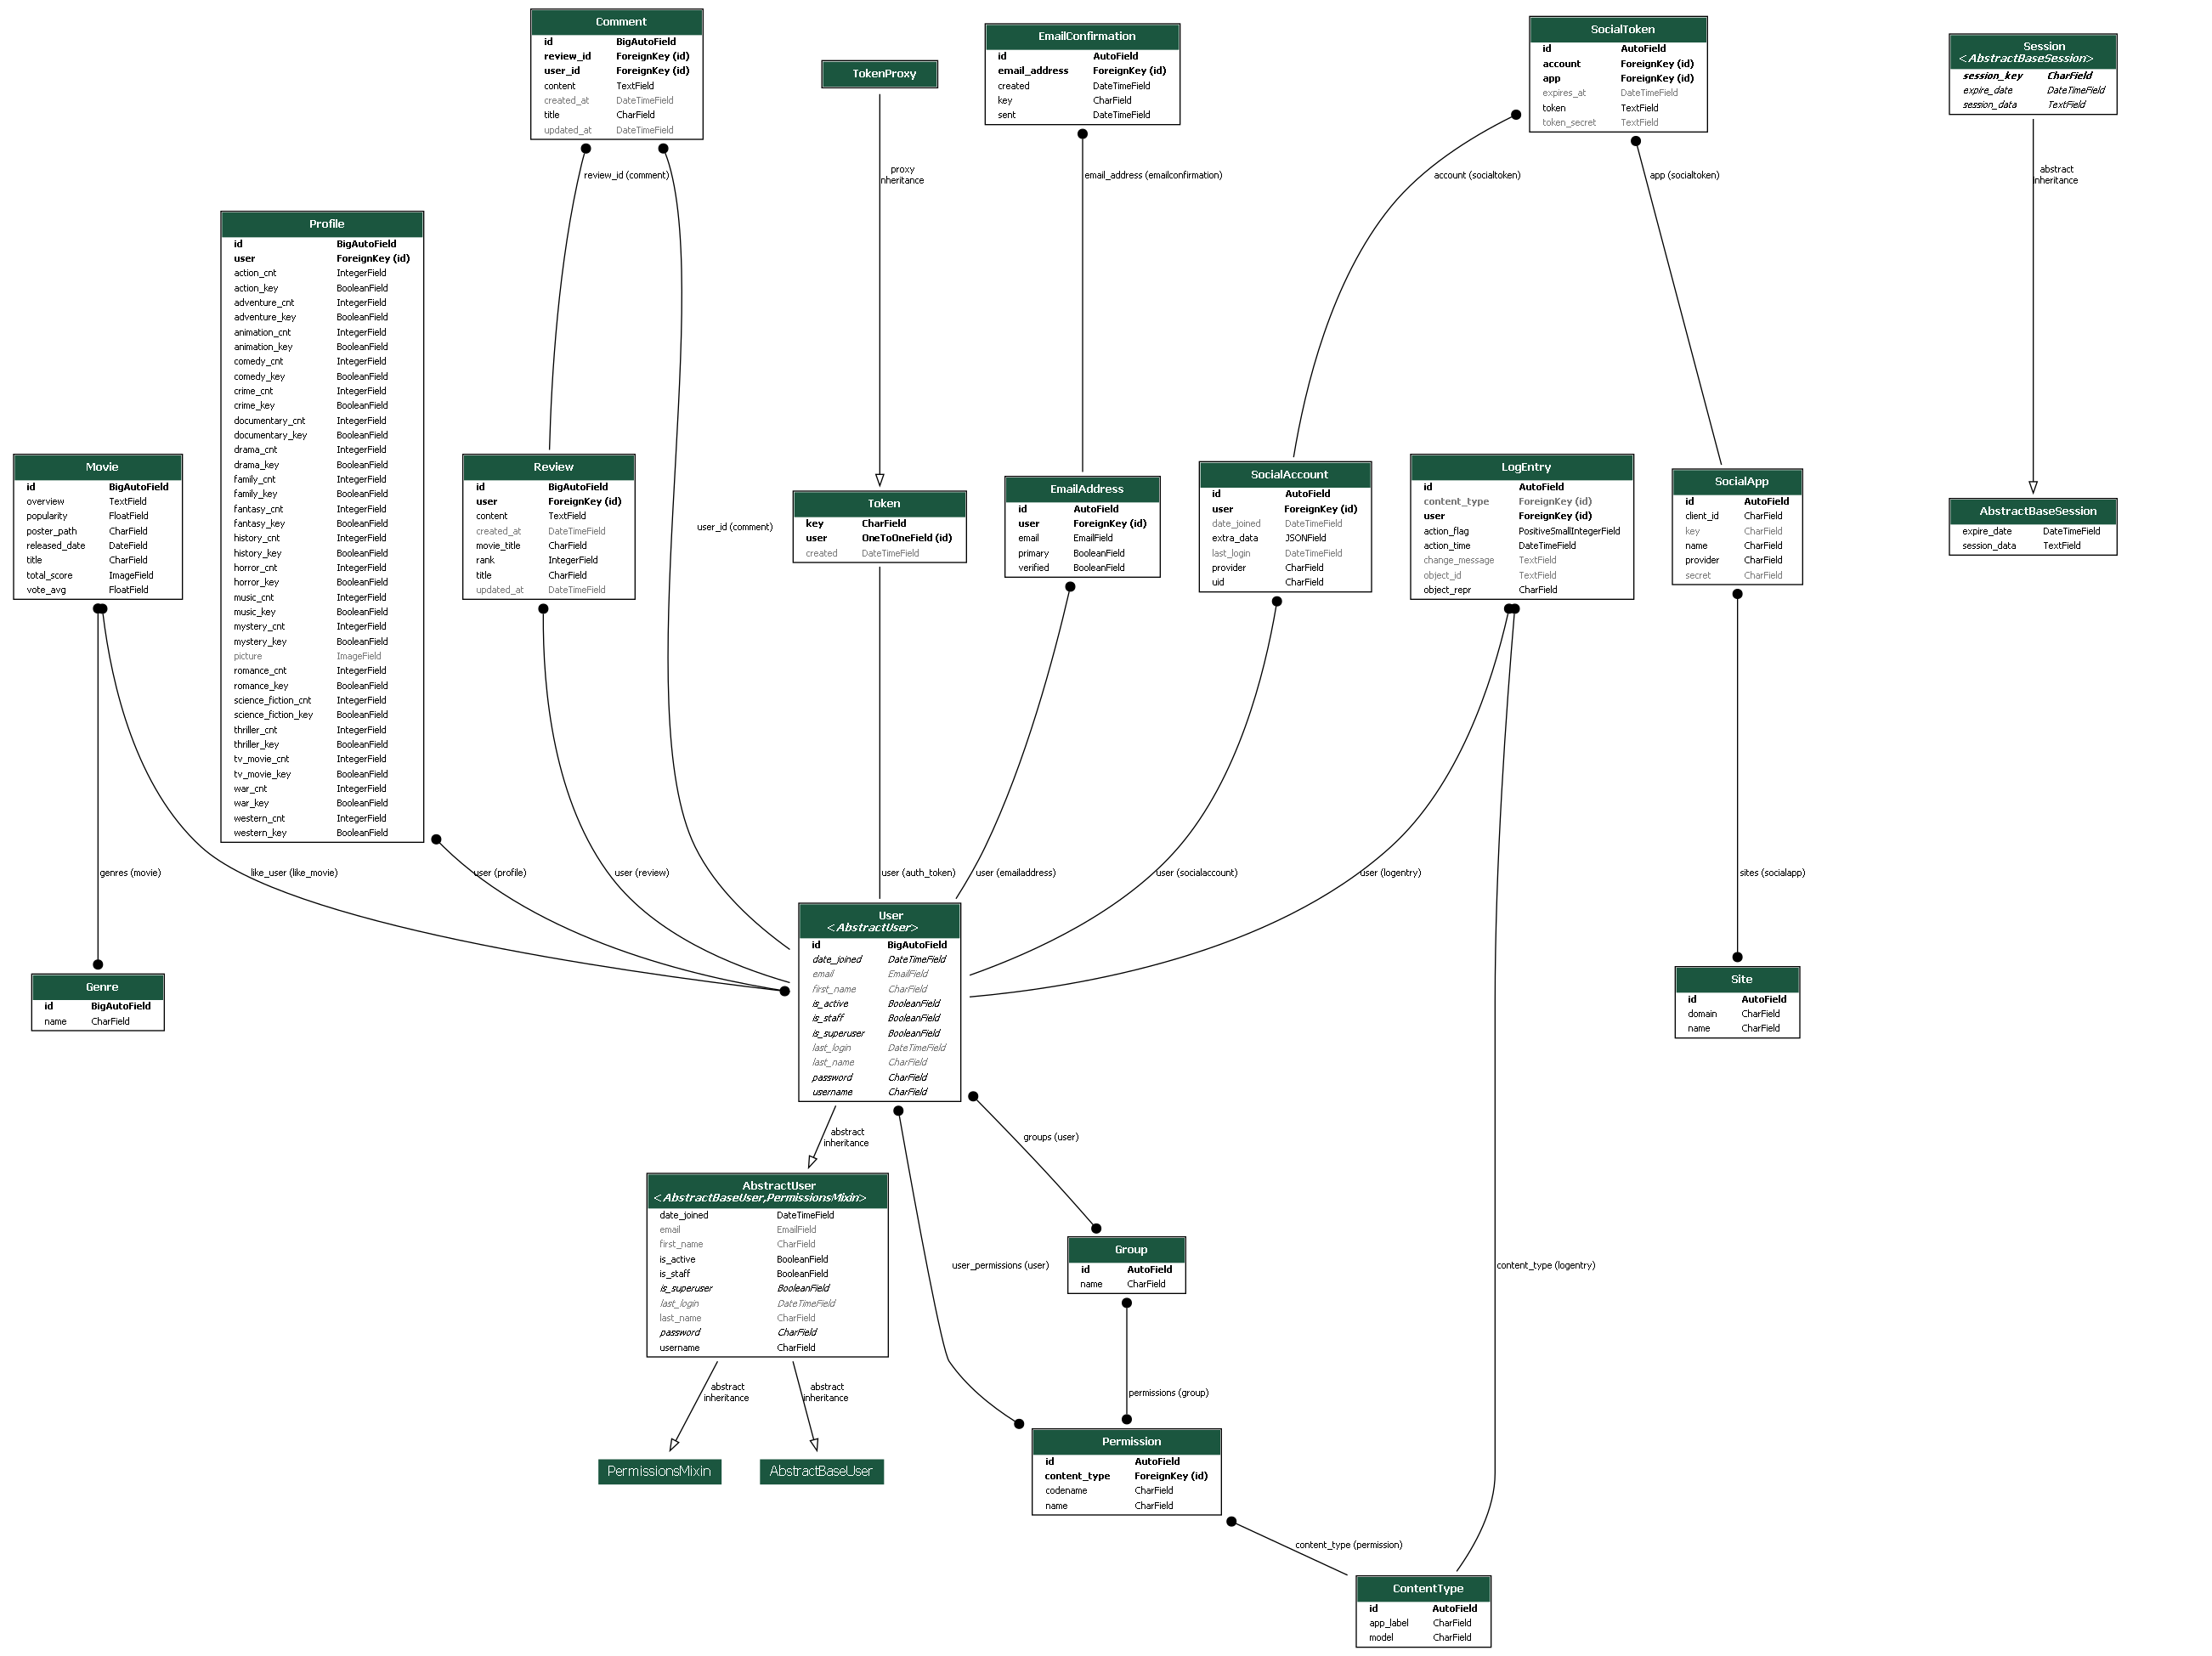 Comment
id BigAutoField
review_id ForeignKey (id)
user_id ForeignKey (id)
content TextField
created_at DateTimeField
title CharField
updated_at DateTimeField
TokenProxy
EmailConfirmation
id AutoField
email_address ForeignKey (id)
created DateTimeField
key CharField
sent DateTimeField
SocialToken
id AutoField
account ForeignKey (id)
app ForeignKey (id)
expires_at DateTimeField
token TextField
token_secret TextField
Session
<AbstractBaseSession>
session_key CharField
expire_date DateTimeField
session_data TextField
review_id (comment)
proxy
inheritance
email_address (emailconfirmation)
account (socialtoken)
app (socialtoken)
abstract
inheritance
Profile
id BigAutoField
user ForeignKey (id)
action_cnt IntegerField
action_key BooleanField
adventure_cnt IntegerField
adventure_key BooleanField
animation_cnt IntegerField
animation_key BooleanField
comedy_cnt IntegerField
comedy_key BooleanField
crime_cnt IntegerField
crime_key BooleanField
documentary_cnt IntegerField
documentary_key BooleanField
drama_cnt IntegerField
drama_key BooleanField
family_cnt IntegerField
family_key BooleanField
fantasy_cnt IntegerField
fantasy_key BooleanField
history_cnt IntegerField
history_key BooleanField
horror_cnt IntegerField
horror_key BooleanField
music_cnt IntegerField
music_key BooleanField
mystery_cnt IntegerField
mystery_key BooleanField
picture ImageField
romance_cnt IntegerField
romance_key BooleanField
science_fiction_cnt IntegerField
science_fiction_key BooleanField
thriller_cnt IntegerField
thriller_key BooleanField
tv_movie_cnt IntegerField
tv_movie_key BooleanField
war_cnt IntegerField
war_key BooleanField
western_cnt IntegerField
western_key BooleanField
Movie
id BigAutoField
overview TextField
popularity FloatField
poster_path CharField
released_date DateField
title CharField
total_score ImageField
vote_avg FloatField
Review
id BigAutoField
user ForeignKey (id)
content TextField
created_at DateTimeField
movie_title CharField
rank IntegerField
title CharField
updated_at DateTimeField
user_id (comment)
Token
key CharField
user OneToOneField (id)
created DateTimeField
EmailAddress
id AutoField
user ForeignKey (id)
email EmailField
primary BooleanField
verified BooleanField
SocialAccount
id AutoField
user ForeignKey (id)
date_joined DateTimeField
extra_data JSONField
last_login DateTimeField
provider CharField
uid CharField
LogEntry
id AutoField
content_type ForeignKey (id)
user ForeignKey (id)
action_flag PositiveSmallIntegerField
action_time DateTimeField
change_message TextField
object_id TextField
object_repr CharField
SocialApp
id AutoField
client_id CharField
key CharField
name CharField
provider CharField
secret CharField
AbstractBaseSession
expire_date DateTimeField
session_data TextField
genres (movie)
like_user (like_movie)
user (profile)
user (review)
user (auth_token)
user (emailaddress)
user (socialaccount)
user (logentry)
sites (socialapp)
Genre
id BigAutoField
name CharField
User
<AbstractUser>
id BigAutoField
date_joined DateTimeField
email EmailField
first_name CharField
is_active BooleanField
is_staff BooleanField
is_superuser BooleanField
last_login DateTimeField
last_name CharField
password CharField
username CharField
Site
id AutoField
domain CharField
name CharField
abstract
inheritance
groups (user)
AbstractUser
<AbstractBaseUser,PermissionsMixin>
date_joined DateTimeField
email EmailField
first_name CharField
is_active BooleanField
is_staff BooleanField
is_superuser BooleanField
last_login DateTimeField
last_name CharField
password CharField
username CharField
user_permissions (user)
Group
id AutoField
name CharField
content_type (logentry)
abstract
inheritance
abstract
inheritance
permissions (group)
PermissionsMixin
AbstractBaseUser
Permission
id AutoField
content_type ForeignKey (id)
codename CharField
name CharField
content_type (permission)
ContentType
id AutoField
app_label CharField
model CharField